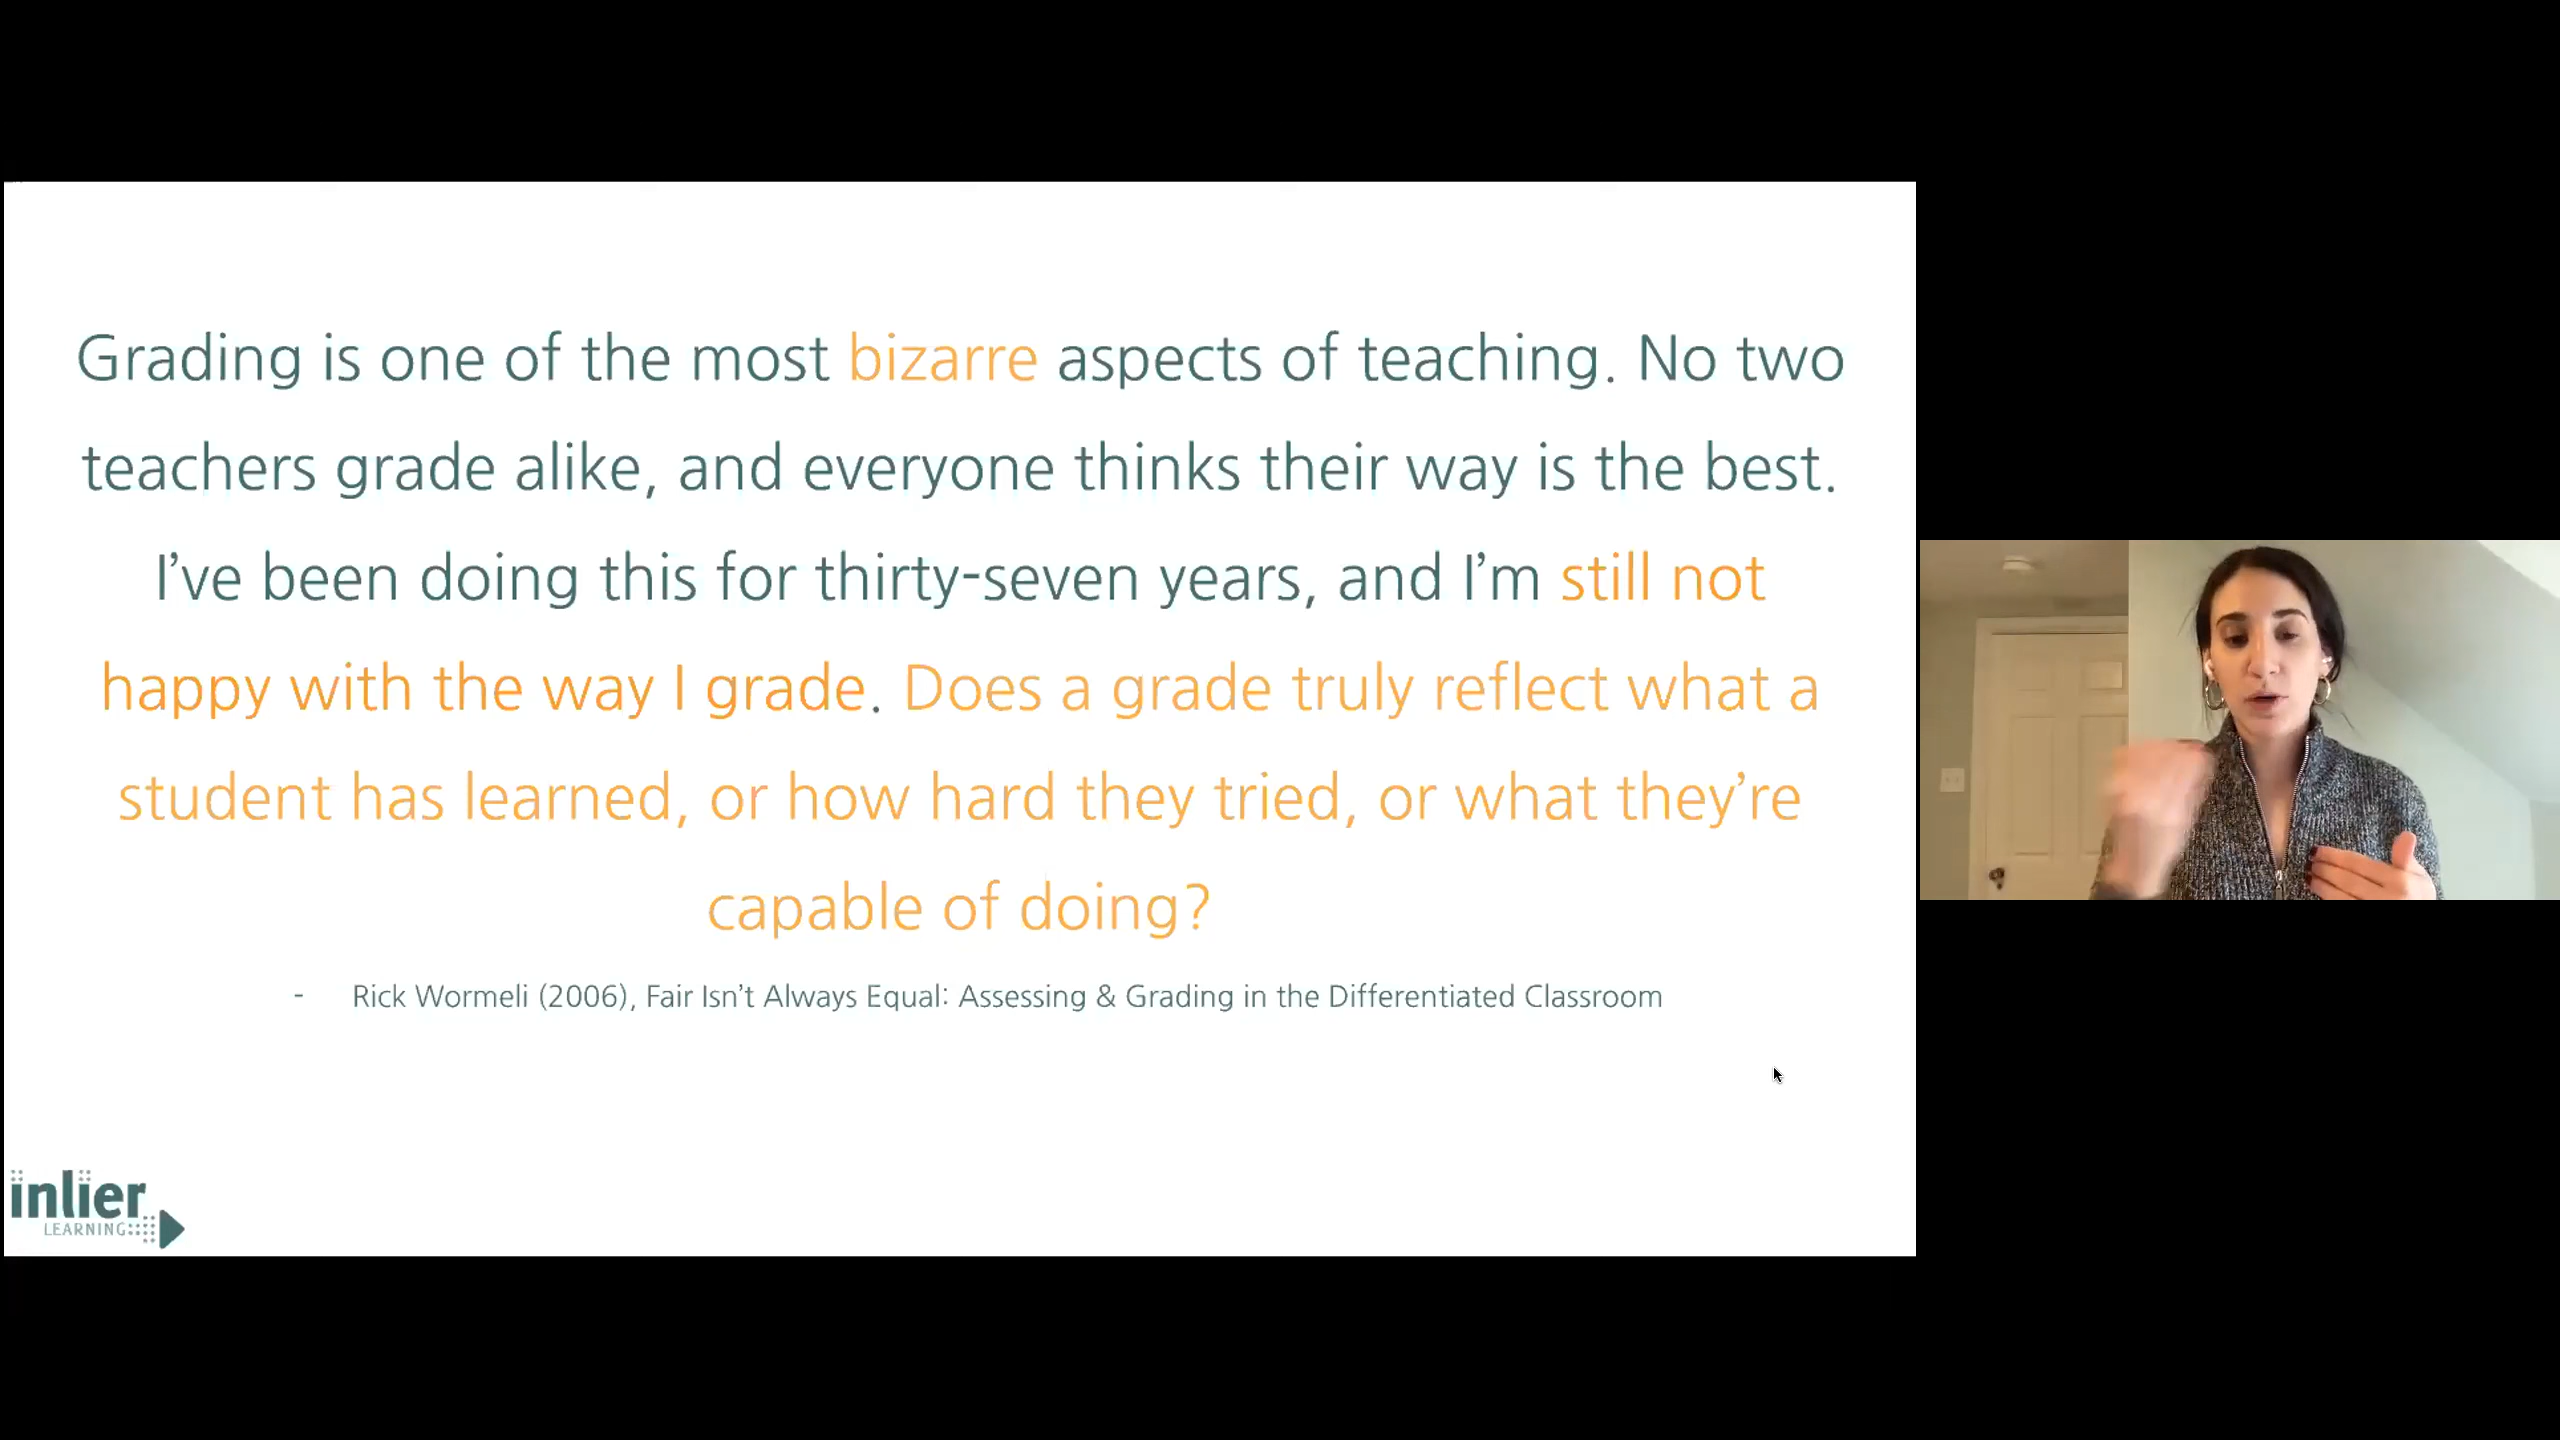 Grading is one of the most bizarre aspects of teaching. No two
teachers grade alike, and everyone thinks their way is the best.
I’ve been doing this for thirty-seven years, and I’m still not
happy with the way I grade. Does a grade truly reflect what a
student has learned, or how hard they tried, or what they’re
capable of doing?
- Rick Wormeli (2006), Fair Isn’t Always Equal: Assessing & Grading in the Differentiated Classroom
inlier
LEARNING